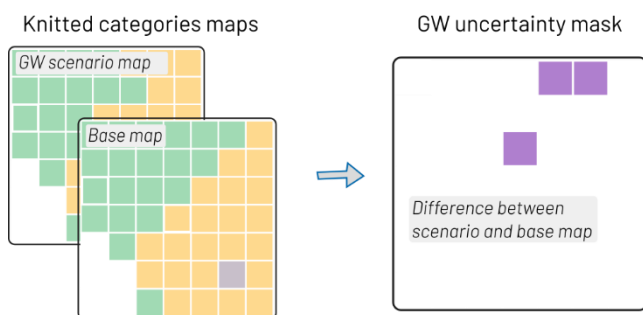 Knitted categories maps
GW uncertainty mask
GW scenario map
Base map
Difference between
scenario and base map